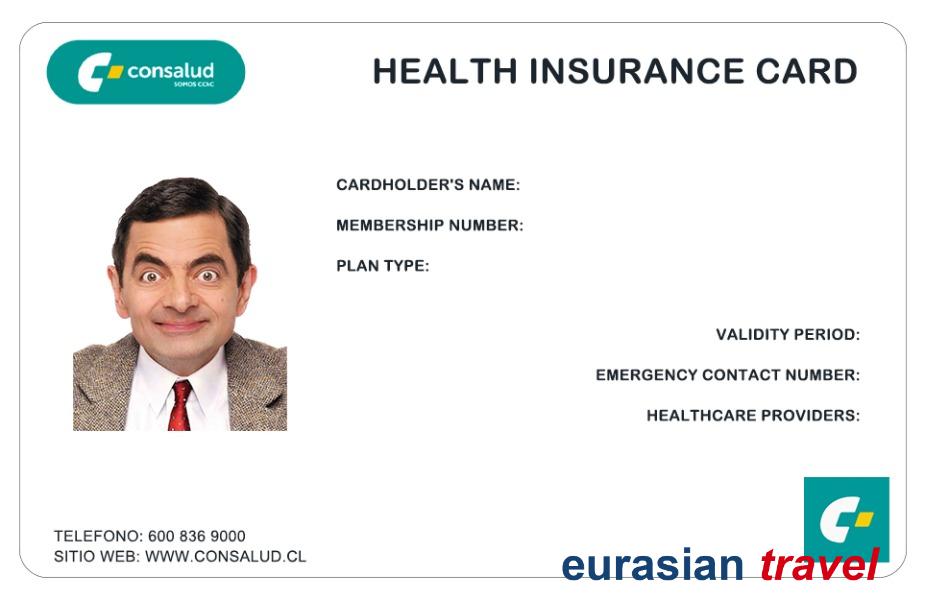 consalud
SOMOS CChC
HEALTH INSURANCE CARD
CARDHOLDER'S NAME:
MEMBERSHIP NUMBER:
PLAN TYPE:
VALIDITY PERIOD:
EMERGENCY CONTACT NUMBER:
HEALTHCARE PROVIDERS:
TELEFONO: 600 836 9000
SITIO WEB: WWW.CONSALUD.CL
eurasian travel